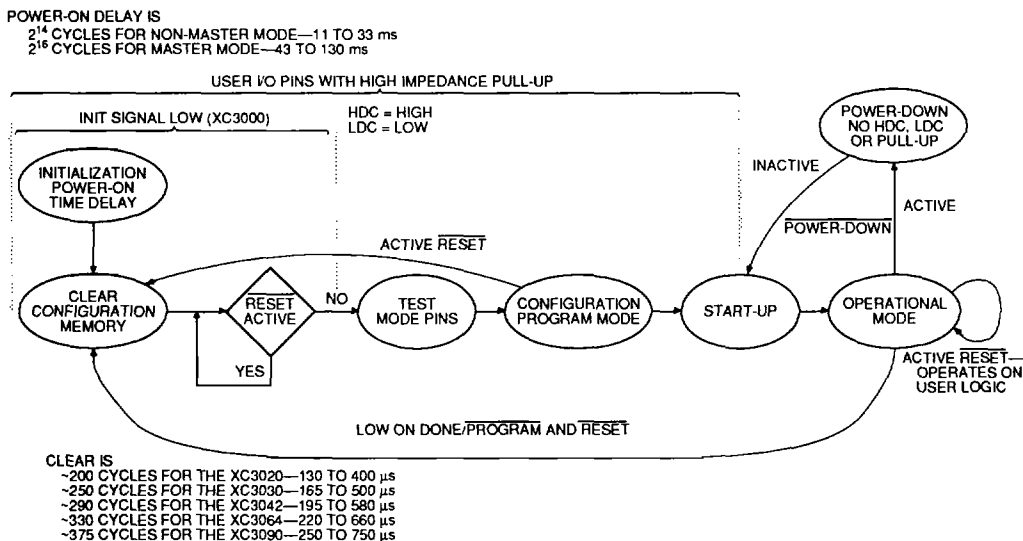 POWER-ON DELAY IS
2¹⁴ CYCLES FOR NON-MASTER MODE—11 TO 33 ms
2¹⁶ CYCLES FOR MASTER MODE—43 TO 130 ms
USER I/O PINS WITH HIGH IMPEDANCE PULL-UP
INIT SIGNAL LOW (XC3000)
HDC = HIGH
LDC = LOW
POWER-DOWN
NO HDC, LDC
OR PULL-UP
INITIALIZATION
POWER-ON
TIME DELAY
INACTIVE
ACTIVE
POWER-DOWN
ACTIVE RESET
CLEAR
CONFIGURATION
MEMORY
RESET
ACTIVE
NO
YES
TEST
MODE PINS
CONFIGURATION
PROGRAM MODE
START-UP
OPERATIONAL
MODE
ACTIVE RESET—
OPERATES ON
USER LOGIC
LOW ON DONE/PROGRAM AND RESET
CLEAR IS
~200 CYCLES FOR THE XC3020—130 TO 400 µs
~250 CYCLES FOR THE XC3030—165 TO 500 µs
~290 CYCLES FOR THE XC3042—195 TO 580 µs
~330 CYCLES FOR THE XC3064—220 TO 660 µs
~375 CYCLES FOR THE XC3090—250 TO 750 µs